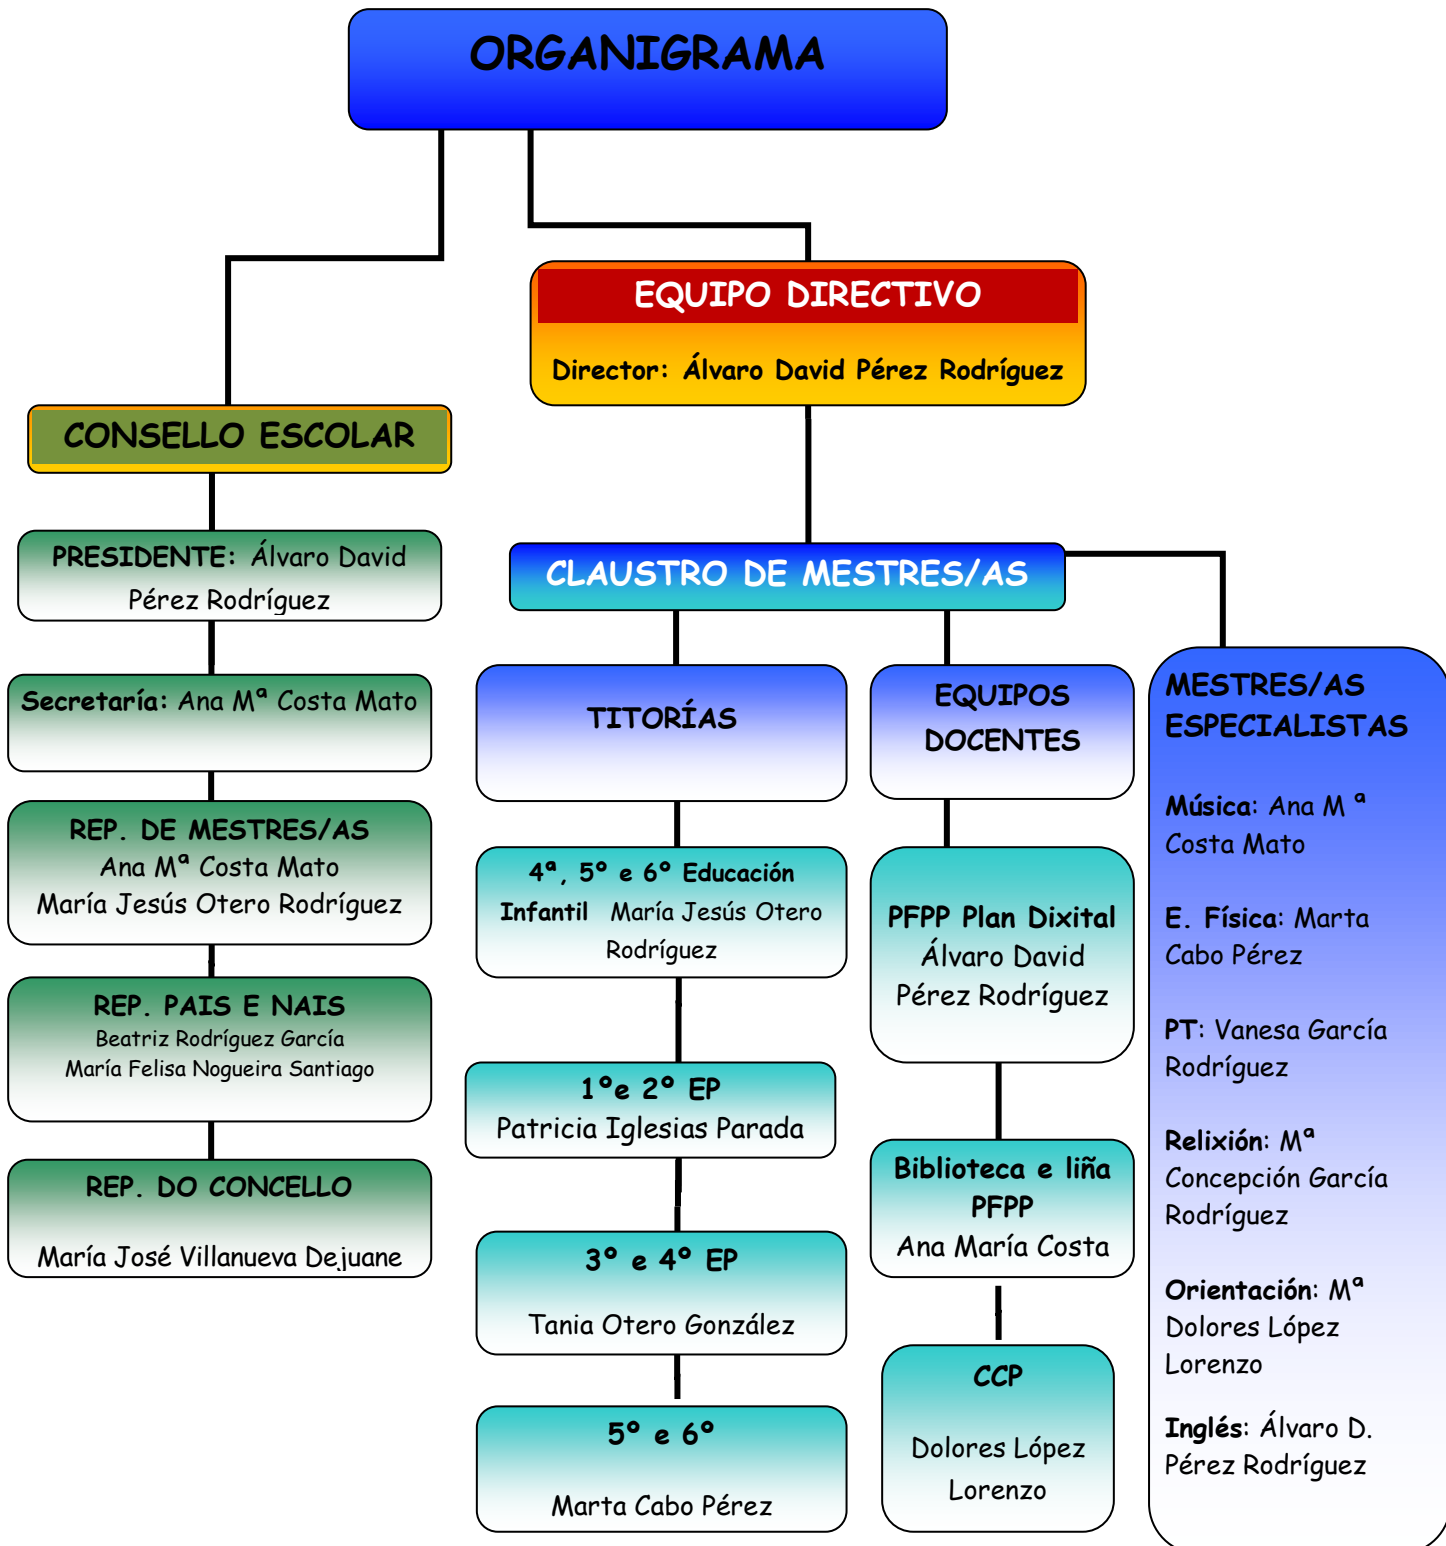 ORGANIGRAMA
EQUIPO DIRECTIVO
Director: Álvaro David Pérez Rodríguez
CONSELLO ESCOLAR
PRESIDENTE: Álvaro David
Pérez Rodríguez
Secretaría: Ana Mª Costa Mato
REP. DE MESTRES/AS
Ana Mª Costa Mato
María Jesús Otero Rodríguez
REP. PAIS E NAIS
Beatriz Rodríguez García
María Felisa Nogueira Santiago
REP. DO CONCELLO
María José Villanueva Dejuane
CLAUSTRO DE MESTRES/AS
TITORÍAS
4ª, 5º e 6º Educación
Infantil María Jesús Otero
Rodríguez
1ºe 2º EP
Patricia Iglesias Parada
3º e 4º EP
Tania Otero González
5º e 6º
Marta Cabo Pérez
EQUIPOS
DOCENTES
PFPP Plan Dixital
Álvaro David
Pérez Rodríguez
Biblioteca e liña
PFPP
Ana María Costa
CCP
Dolores López
Lorenzo
MESTRES/AS
ESPECIALISTAS
Música: Ana M ª
Costa Mato
E. Física: Marta
Cabo Pérez
PT: Vanesa García
Rodríguez
Relixión: Mª
Concepción García
Rodríguez
Orientación: Mª
Dolores López
Lorenzo
Inglés: Álvaro D.
Pérez Rodríguez